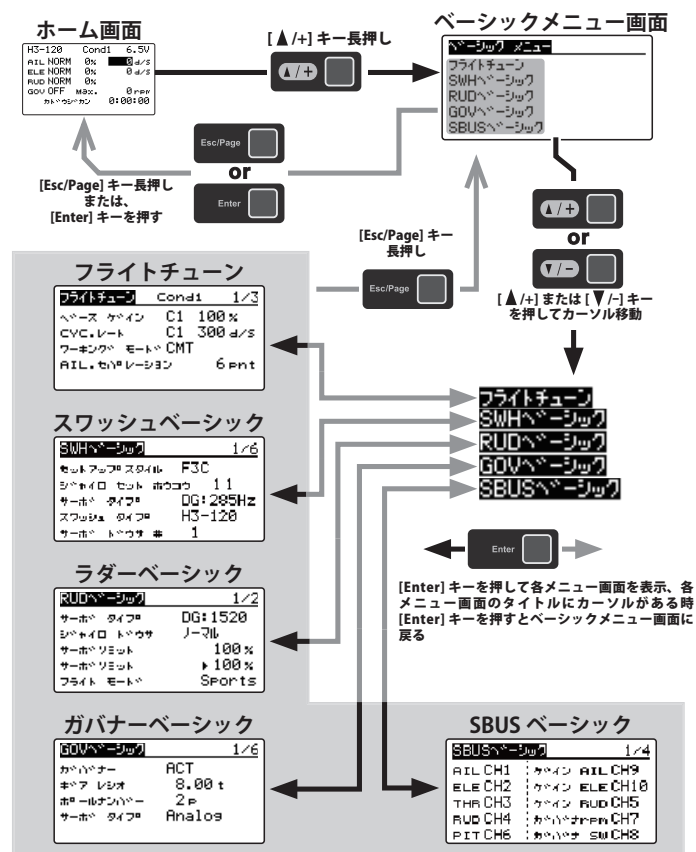 ホーム画面
H3-120 Cond1 6.5V
AIL NORM 0% 0d/s
ELE NORM 0% 0d/s
RUD NORM 0%
GOV OFF Max. 0rpm
カドウジカン 0:00:00
[▲/+] キー長押し
▲/+
ベーシックメニュー画面
ベーシック メニュー
フライトチューン
SWHベーシック
RUDベーシック
GOVベーシック
SBUSベーシック
Esc/Page
or
Enter
[Esc/Page] キー長押し
または、
[Enter] キーを押す
[Esc/Page] キー
長押し
Esc/Page
▲/+
or
▼/-
[▲/+] または [▼/-] キー
を押してカーソル移動
フライトチューン
フライトチューン Cond1 1/3
ベース ゲイン C1 100%
CYC.レート C1 300d/s
ワーキング モード CMT
AIL.セパレーション 6pnt
スワッシュベーシック
SWHベーシック 1/6
セットアップスタイル F3C
ジャイロ セット ホウコウ 11
サーボ タイプ DG:285Hz
スワッシュ タイプ H3-120
サーボ ドウサ # 1
ラダーベーシック
RUDベーシック 1/2
サーボ タイプ DG:1520
ジャイロ ドウサ ノーマル
サーボリミット 100%
サーボリミット ▶100%
フライト モード Sports
ガバナーベーシック
GOVベーシック 1/6
ガバナー ACT
ギア レシオ 8.00t
ポールナンバー 2p
サーボ タイプ Analog
フライトチューン
SWHベーシック
RUDベーシック
GOVベーシック
SBUSベーシック
Enter
[Enter] キーを押して各メニュー画面を表示、各
メニュー画面のタイトルにカーソルがある時
[Enter] キーを押すとベーシックメニュー画面に
戻る
SBUS ベーシック
SBUSベーシック 1/4
AIL CH1 ゲイン AIL CH9
ELE CH2 ゲイン ELE CH10
THR CH3 ゲイン RUD CH5
RUD CH4 ガバナrpm CH7
PIT CH6 ガバナ SW CH8